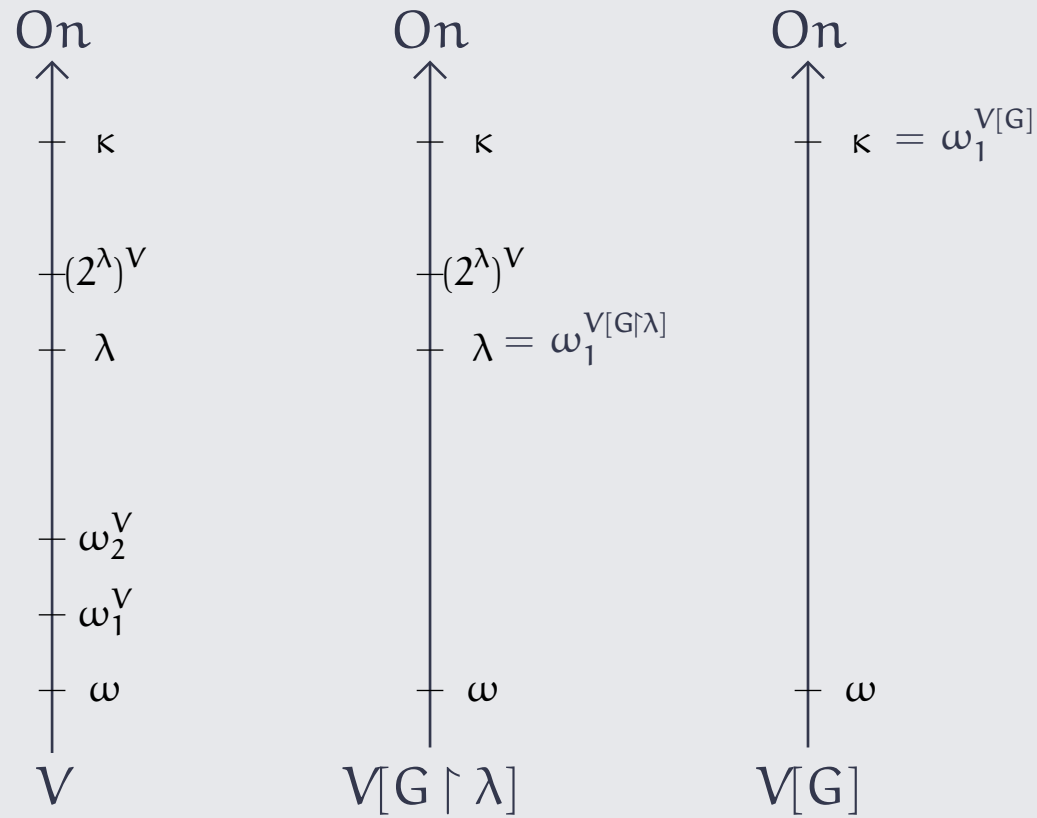 On On On
κ κ κ = ω₁^{V[G]}
(2^λ)^V (2^λ)^V
λ λ = ω₁^{V[G↾λ]}
ω₂^V
ω₁^V
ω ω ω
V V[G ↾ λ] V[G]